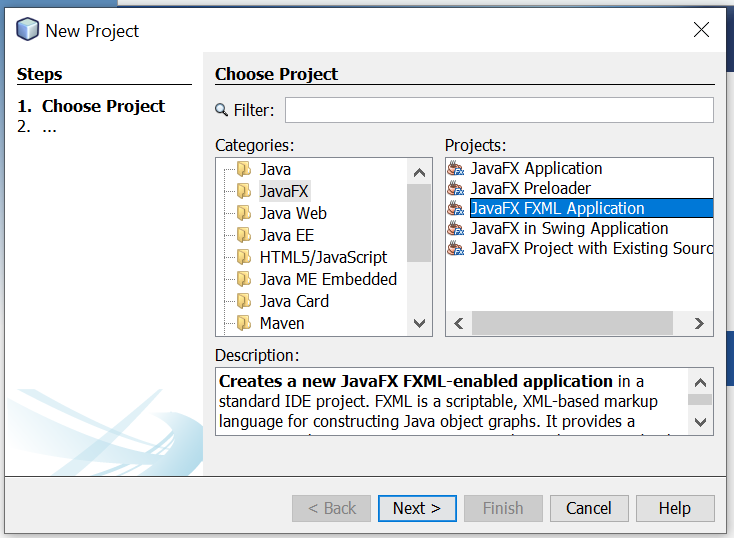 New Project
Steps
1. Choose Project
2. ...
Choose Project
Filter:
Categories:
Java
JavaFX
Java Web
Java EE
HTML5/JavaScript
Java ME Embedded
Java Card
Maven
Projects:
JavaFX Application
JavaFX Preloader
JavaFX FXML Application
JavaFX in Swing Application
JavaFX Project with Existing Sourc
Description:
Creates a new JavaFX FXML-enabled application in a
standard IDE project. FXML is a scriptable, XML-based markup
language for constructing Java object graphs. It provides a
< Back
Next >
Finish
Cancel
Help